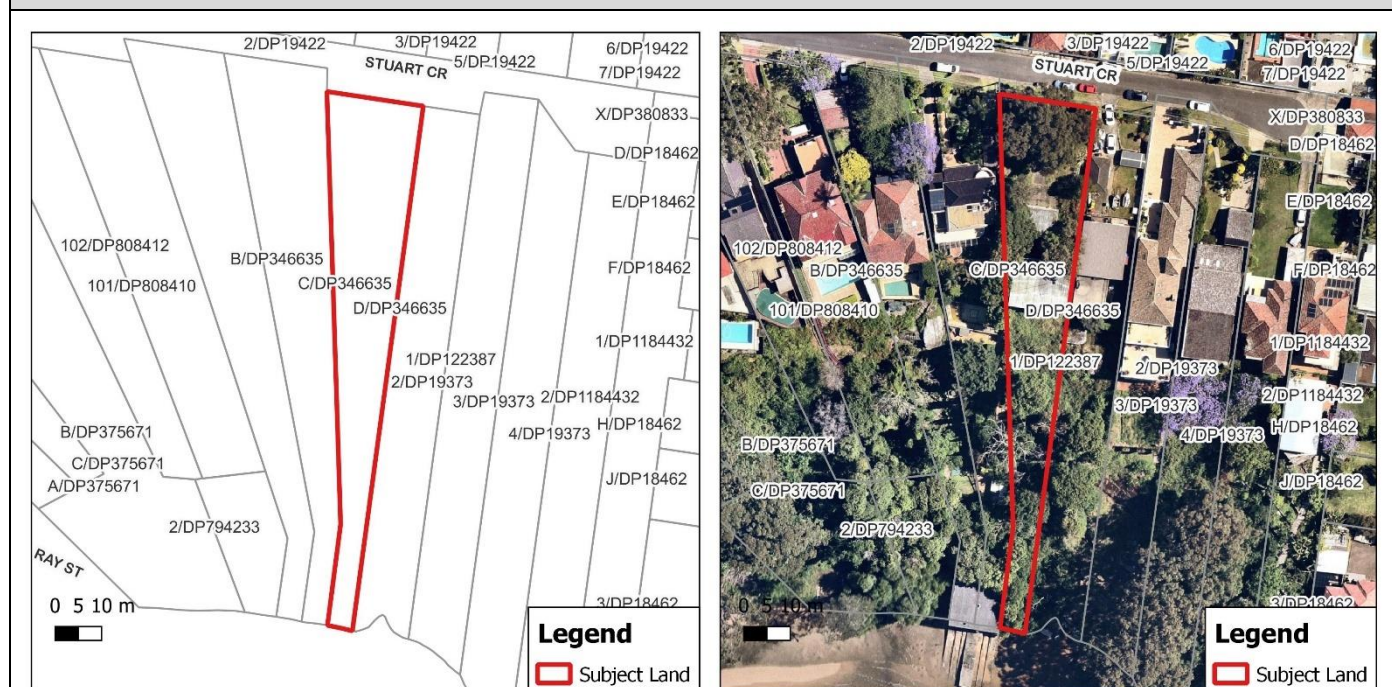 2/DP19422
3/DP19422
5/DP19422
6/DP19422
7/DP19422
STUART CR
X/DP380833
D/DP18462
E/DP18462
102/DP808412
B/DP346635
F/DP18462
101/DP808410
C/DP346635
D/DP346635
1/DP122387
1/DP1184432
2/DP19373
3/DP19373
2/DP1184432
B/DP375671
4/DP19373
H/DP18462
C/DP375671
A/DP375671
J/DP18462
2/DP794233
RAY ST
0 5 10 m
3/DP18462
Legend
Subject Land
2/DP19422
3/DP19422
5/DP19422
6/DP19422
7/DP19422
STUART CR
X/DP380833
D/DP18462
E/DP18462
102/DP808412
B/DP346635
C/DP346635
F/DP18462
101/DP808410
D/DP346635
1/DP1184432
1/DP122387
2/DP19373
2/DP1184432
3/DP19373
H/DP18462
4/DP19373
B/DP375671
J/DP18462
C/DP375671
2/DP794233
0 5 10 m
3/DP18462
Legend
Subject Land